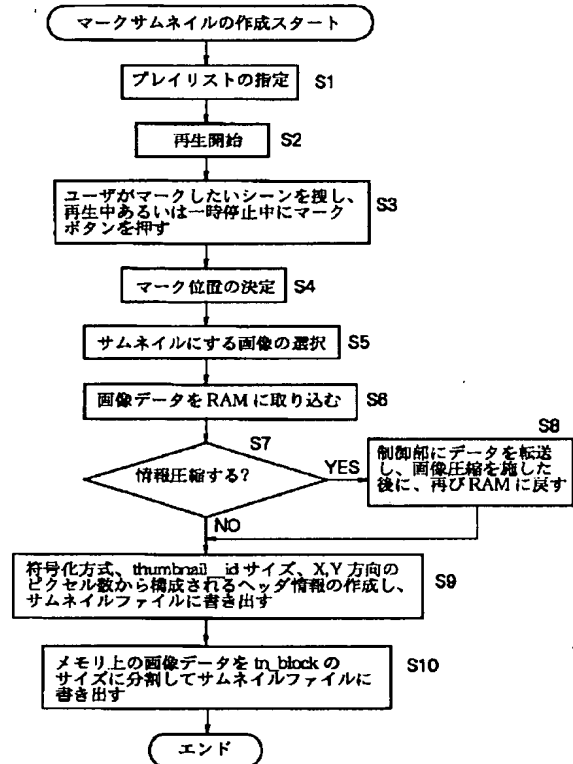 マークサムネイルの作成スタート
プレイリストの指定 S1
再生開始 S2
ユーザがマークしたいシーンを捜し、
再生中あるいは一時停止中にマーク
ボタンを押す
S3
マーク位置の決定 S4
サムネイルにする画像の選択 S5
画像データをRAMに取り込む S6
S7
情報圧縮する?
YES
NO
S8
制御部にデータを転送
し、画像圧縮を施した
後に、再びRAMに戻す
符号化方式、thumbnail_idサイズ、X,Y方向の
ピクセル数から構成されるヘッダ情報の作成し、
サムネイルファイルに書き出す
S9
メモリ上の画像データをtn_blockの
サイズに分割してサムネイルファイルに
書き出す
S10
エンド